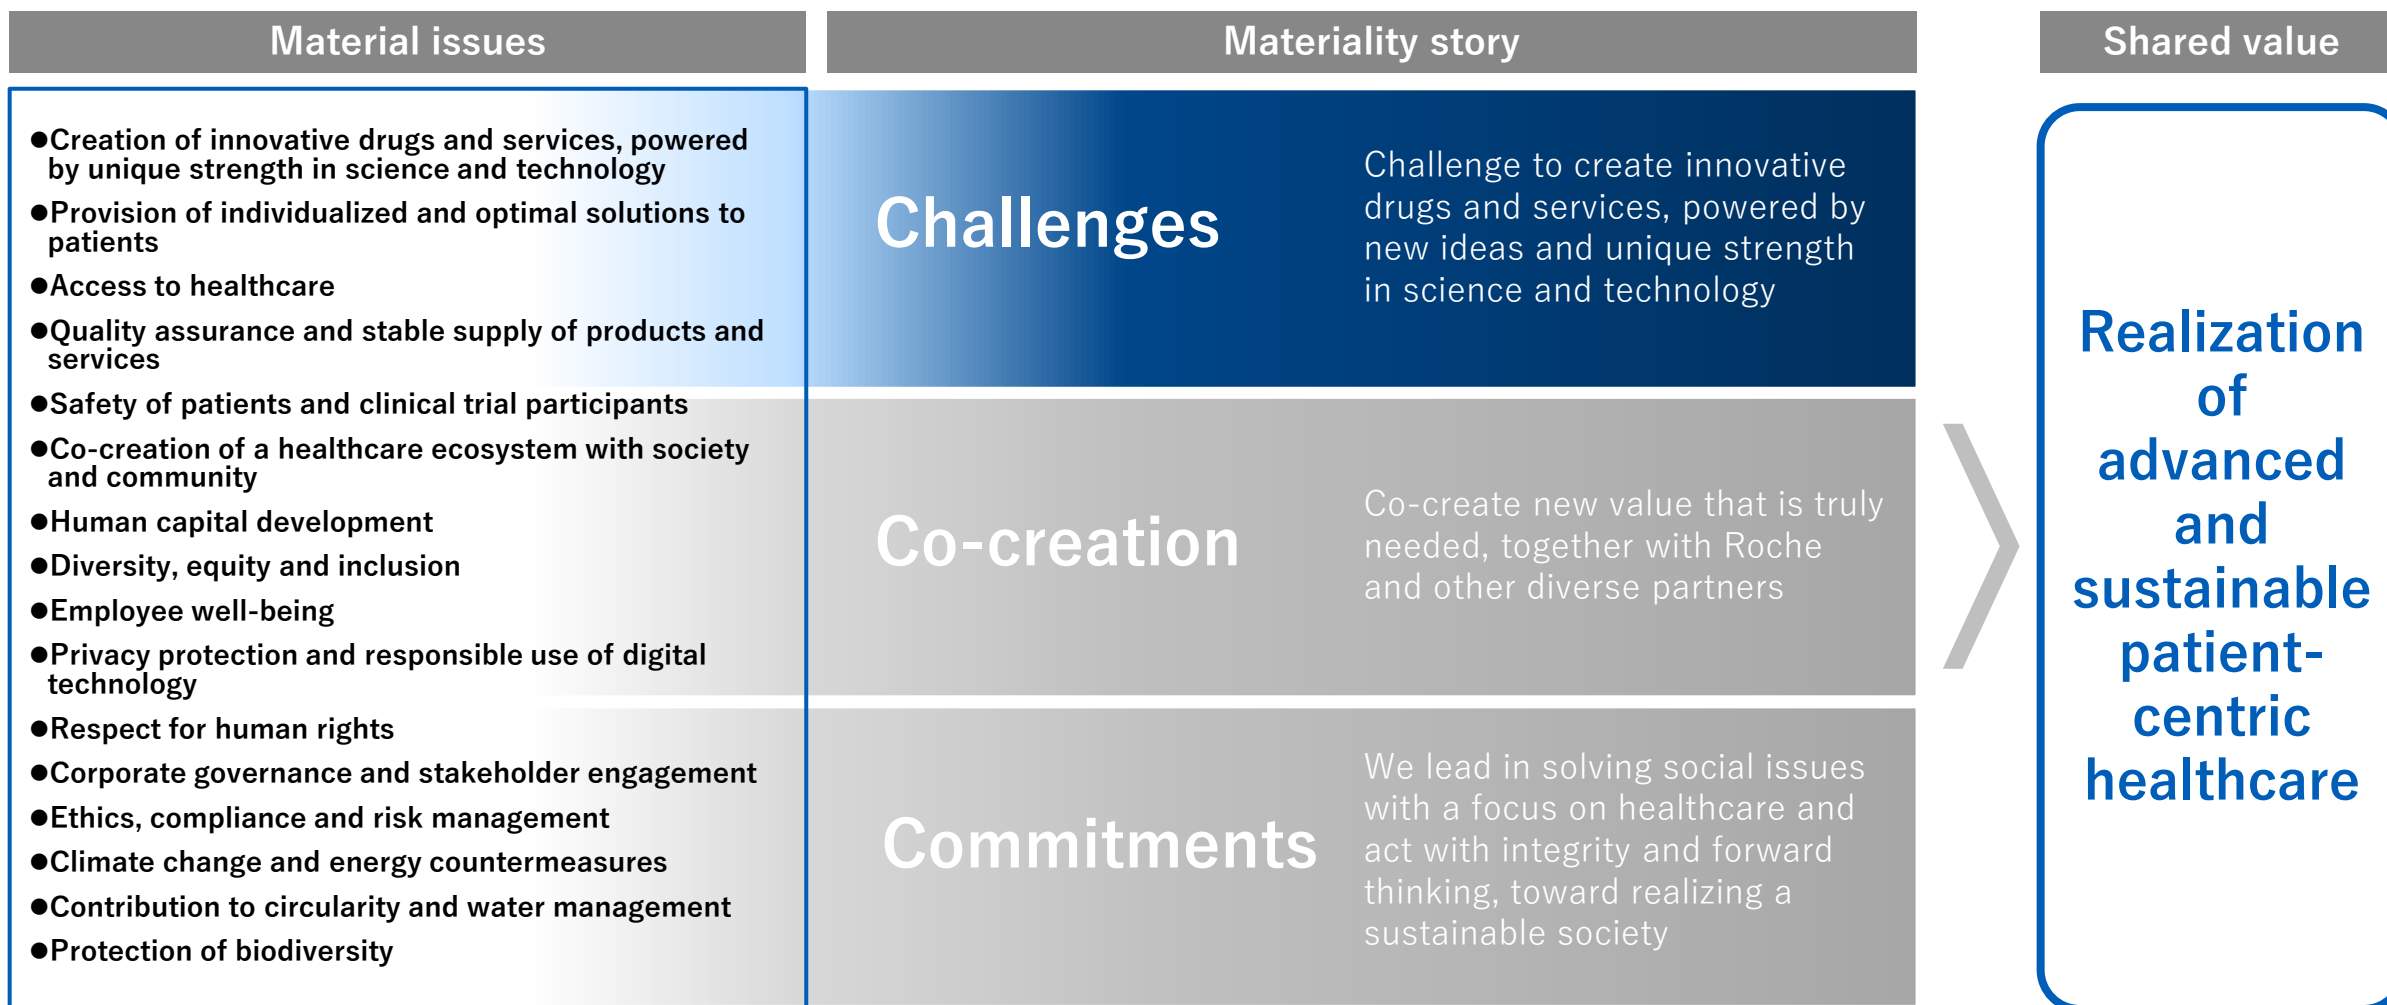 Material issues
Materiality story
Shared value
●Creation of innovative drugs and services, powered
by unique strength in science and technology
●Provision of individualized and optimal solutions to
patients
●Access to healthcare
●Quality assurance and stable supply of products and
services
●Safety of patients and clinical trial participants
●Co-creation of a healthcare ecosystem with society
and community
●Human capital development
●Diversity, equity and inclusion
●Employee well-being
●Privacy protection and responsible use of digital
technology
●Respect for human rights
●Corporate governance and stakeholder engagement
●Ethics, compliance and risk management
●Climate change and energy countermeasures
●Contribution to circularity and water management
●Protection of biodiversity
Challenges
Challenge to create innovative
drugs and services, powered by
new ideas and unique strength
in science and technology
Co-creation
Co-create new value that is truly
needed, together with Roche
and other diverse partners
Commitments
We lead in solving social issues
with a focus on healthcare and
act with integrity and forward
thinking, toward realizing a
sustainable society
Realization
of
advanced
and
sustainable
patient-
centric
healthcare